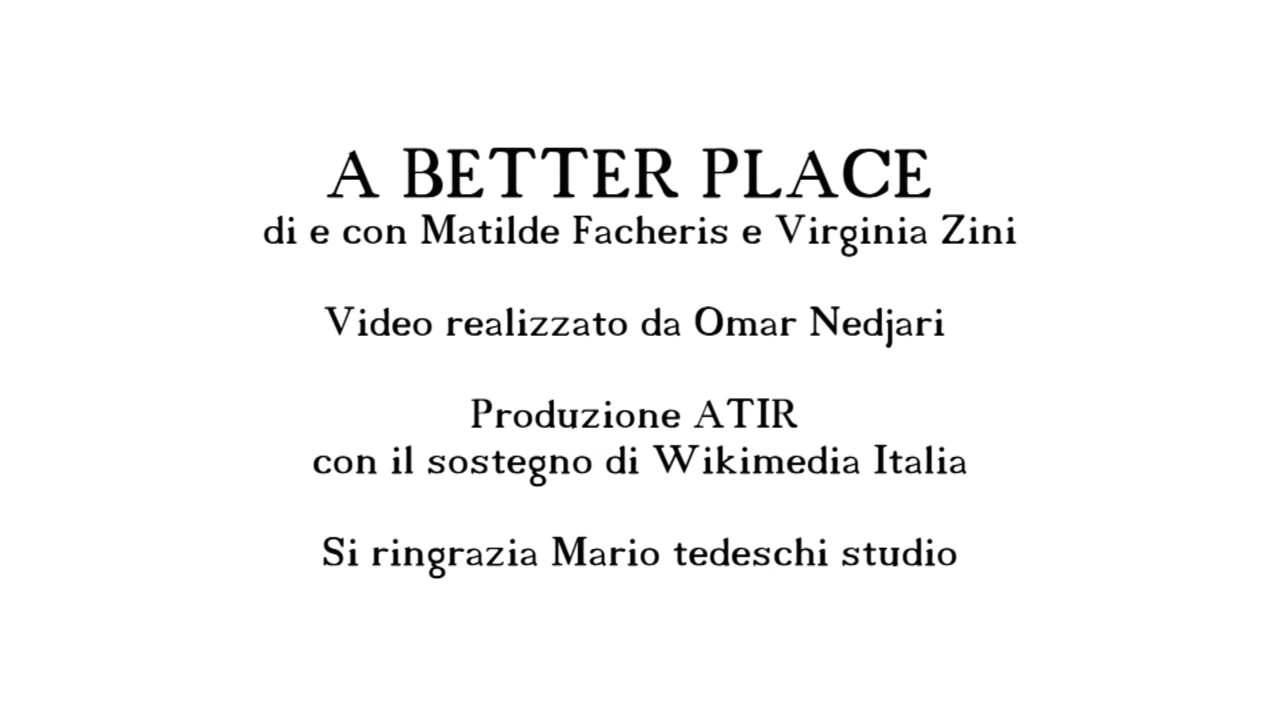 A BETTER PLACE
di e con Matilde Facheris e Virginia Zini
Video realizzato da Omar Nedjari
Produzione ATIR
con il sostegno di Wikimedia Italia
Si ringrazia Mario tedeschi studio